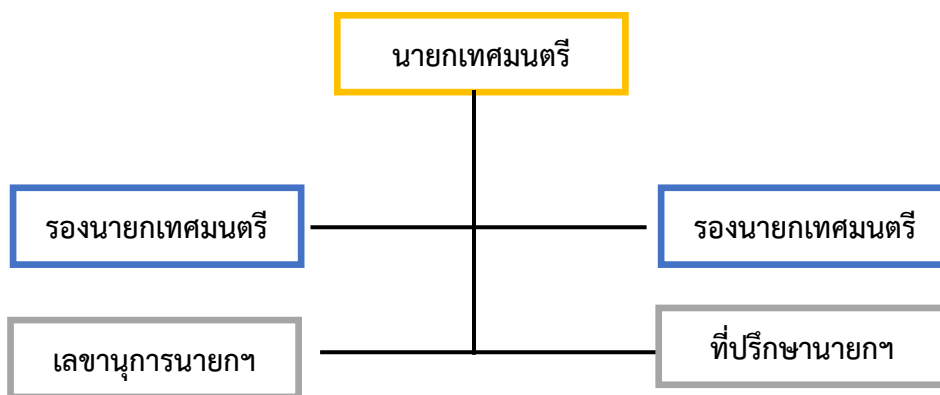 นายกเทศมนตรี
รองนายกเทศมนตรี
รองนายกเทศมนตรี
เลขานุการนายกฯ
ที่ปรึกษานายกฯ